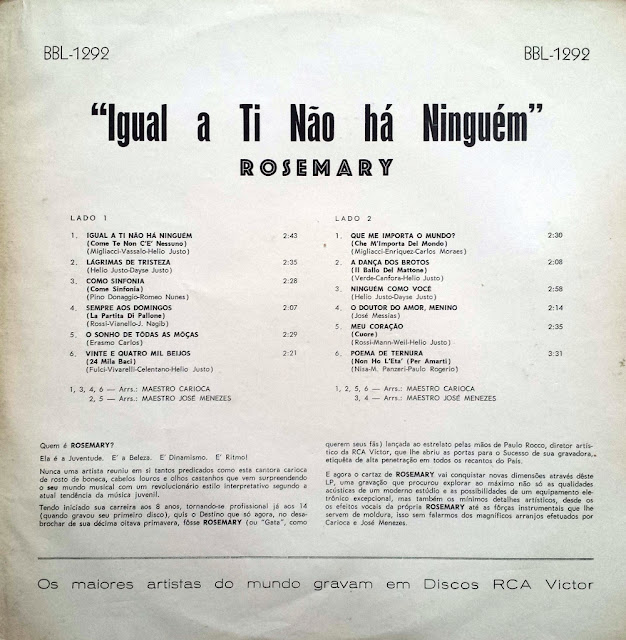 BBL-1292 BBL-1292
“Igual a Ti Não há Ninguém”
ROSEMARY
LADO 1
1. IGUAL A TI NÃO HÁ NINGUÉM 2:43
(Come Te Non C'E' Nessuno)
(Migliacci-Vassalo-Helio Justo)
2. LÁGRIMAS DE TRISTEZA 2:35
(Helio Justo-Dayse Justo)
3. COMO SINFONIA 2:28
(Come Sinfonia)
(Pino Donaggio-Romeo Nunes)
4. SEMPRE AOS DOMINGOS 2:07
(La Partita Di Pallone)
(Rossi-Vianello-J. Nagib)
5. O SONHO DE TÔDAS AS MÔÇAS 2:29
(Erasmo Carlos)
6. VINTE E QUATRO MIL BEIJOS 2:21
(24 Mila Baci)
(Fulci-Vivarelli-Celentano-Helio Justo)
1, 3, 4, 6 — Arrs.: MAESTRO CARIOCA
2, 5 — Arrs.: MAESTRO JOSÉ MENEZES
LADO 2
1. QUE ME IMPORTA O MUNDO? 2:30
(Che M'Importa Del Mondo)
(Migliacci-Enriquez-Carlos Moraes)
2. A DANÇA DOS BROTOS 2:08
(Il Ballo Del Mattone)
(Verde-Canfora-Helio Justo)
3. NINGUÉM COMO VOCÊ 2:58
(Helio Justo-Dayse Justo)
4. O DOUTOR DO AMOR, MENINO 2:14
(José Messias)
5. MEU CORAÇÃO 2:35
(Cuore)
(Rossi-Mann-Weil-Helio Justo)
6. POEMA DE TERNURA 3:31
(Non Ho L'Eta' (Per Amarti)
(Nisa-M. Panzeri-Paulo Rogerio)
1, 2, 5, 6 — Arrs.: MAESTRO CARIOCA
3, 4 — Arrs.: MAESTRO JOSÉ MENEZES
Quem é ROSEMARY?
Ela é a Juventude. E' a Beleza. E' Dinamismo. E' Ritmo!
Nunca uma artista reuniu em si tantos predicados como esta cantora carioca
de rosto de boneca, cabelos louros e olhos castanhos que vem surpreendendo
o seu mundo musical com um revolucionário estilo interpretativo segundo a
atual tendência da música juvenil.
Tendo iniciado sua carreira aos 8 anos, tornando-se profissional já aos 14
(quando gravou seu primeiro disco), quis o Destino que só agora, no desa-
brochar de sua décima oitava primavera, fôsse ROSEMARY (ou "Gata", como
querem seus fãs) lançada ao estrelato pelas mãos de Paulo Rocco, diretor artís-
tico da RCA Victor, que lhe abriu as portas para o Sucesso de sua gravadora,
etiquêta de alta penetração em todos os recantos do País.
E agora o cartaz de ROSEMARY vai conquistar novas dimensões através dêste
LP, uma gravação que procurou explorar ao máximo não só as qualidades
acústicas de um moderno estúdio e as possibilidades de um equipamento ele-
trônico excepcional, mas também os mínimos detalhes artísticos, desde os
os efeitos vocais da própria ROSEMARY até as fôrças instrumentais que lhe
servem de moldura, isso sem falarmos dos magníficos arranjos efetuados por
Carioca e José Menezes.
Os maiores artistas do mundo gravam em Discos RCA Victor